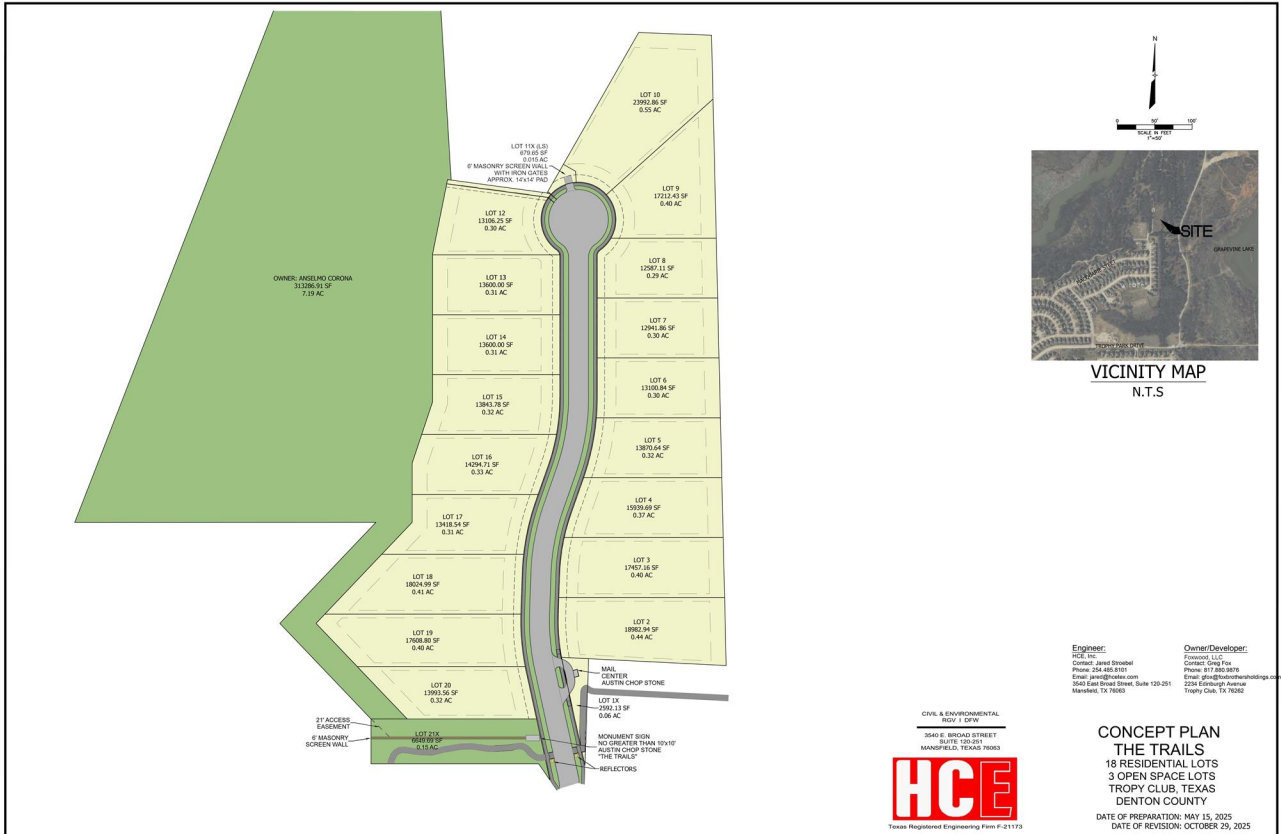 LOT 10
23992.86 SF
0.55 AC
LOT 11X (LS)
679.65 SF
0.015 AC
6' MASONRY SCREEN WALL
WITH IRON GATES
APPROX. 14'x14' PAD
LOT 9
17212.43 SF
0.40 AC
LOT 12
13106.25 SF
0.30 AC
LOT 8
12587.11 SF
0.29 AC
OWNER: ANSELMO CORONA
313286.91 SF
7.19 AC
LOT 13
13600.00 SF
0.31 AC
LOT 7
12941.86 SF
0.30 AC
LOT 14
13600.00 SF
0.31 AC
LOT 6
13100.84 SF
0.30 AC
LOT 15
13843.78 SF
0.32 AC
LOT 5
13870.64 SF
0.32 AC
LOT 16
14294.71 SF
0.33 AC
LOT 4
15939.69 SF
0.37 AC
LOT 17
13418.54 SF
0.31 AC
LOT 3
17457.16 SF
0.40 AC
LOT 18
18024.99 SF
0.41 AC
LOT 2
18982.94 SF
0.44 AC
LOT 19
17608.80 SF
0.40 AC
LOT 20
13993.56 SF
0.32 AC
MAIL
CENTER
AUSTIN CHOP STONE
LOT 1X
2592.13 SF
0.06 AC
21' ACCESS
EASEMENT
6' MASONRY
SCREEN WALL
LOT 21X
6649.69 SF
0.15 AC
MONUMENT SIGN
NO GREATER THAN 10'x10'
AUSTIN CHOP STONE
"THE TRAILS"
REFLECTORS
N
0 50' 100'
SCALE IN FEET
1"=50'
SITE
GRAPEVINE LAKE
TROPHY PARK DRIVE
VICINITY MAP
N.T.S
Engineer:
HCE, Inc.
Contact: Jared Stroebel
Phone: 254.485.8101
Email: jared@hcetex.com
3540 East Broad Street, Suite 120-251
Mansfield, TX 76063
Owner/Developer:
Foxwood, LLC
Contact: Greg Fox
Phone: 817.880.9876
Email: gfox@foxbrothersholdings.com
2234 Edinburgh Avenue
Trophy Club, TX 76262
CIVIL & ENVIRONMENTAL
RGV | DFW
3540 E. BROAD STREET
SUITE 120-251
MANSFIELD, TEXAS 76063
HCE
Texas Registered Engineering Firm F-21173
CONCEPT PLAN
THE TRAILS
18 RESIDENTIAL LOTS
3 OPEN SPACE LOTS
TROPY CLUB, TEXAS
DENTON COUNTY
DATE OF PREPARATION: MAY 15, 2025
DATE OF REVISION: OCTOBER 29, 2025